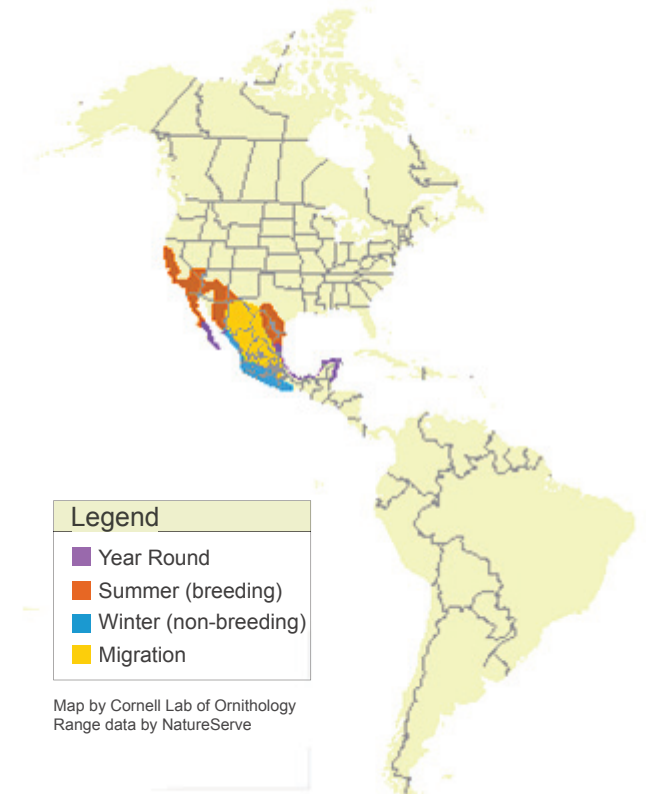 Legend
Year Round
Summer (breeding)
Winter (non-breeding)
Migration
Map by Cornell Lab of Ornithology
Range data by NatureServe